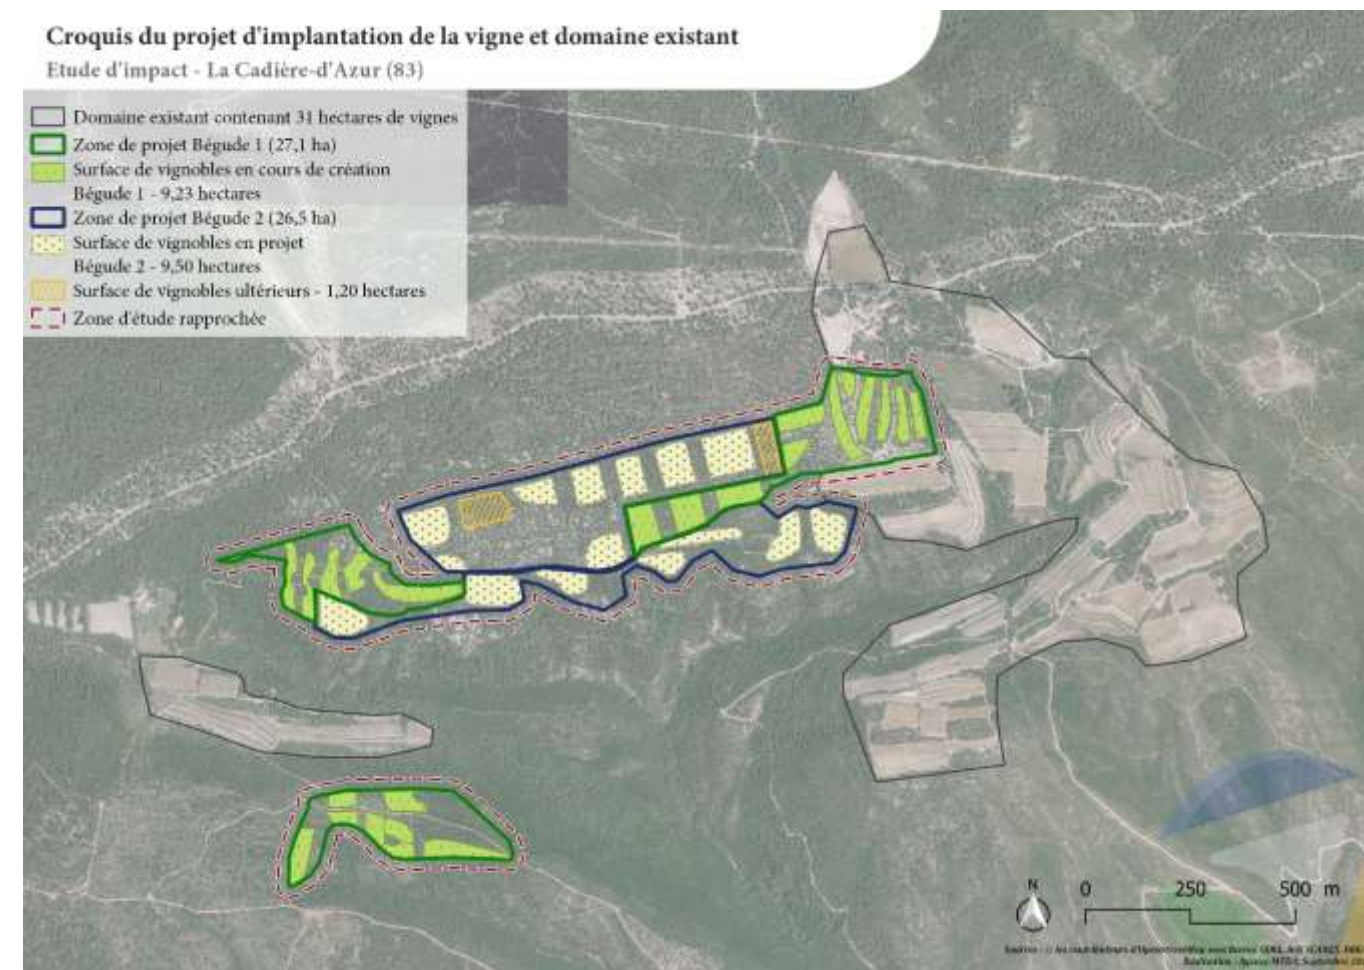 Croquis du projet d'implantation de la vigne et domaine existant
Etude d'impact - La Cadière-d'Azur (83)
Domaine existant contenant 31 hectares de vignes
Zone de projet Bégude 1 (27,1 ha)
Surface de vignobles en cours de création
Bégude 1 - 9,23 hectares
Zone de projet Bégude 2 (26,5 ha)
Surface de vignobles en projet
Bégude 2 - 9,50 hectares
Surface de vignobles ultérieurs - 1,20 hectares
Zone d'étude rapprochée
N
0 250 500 m